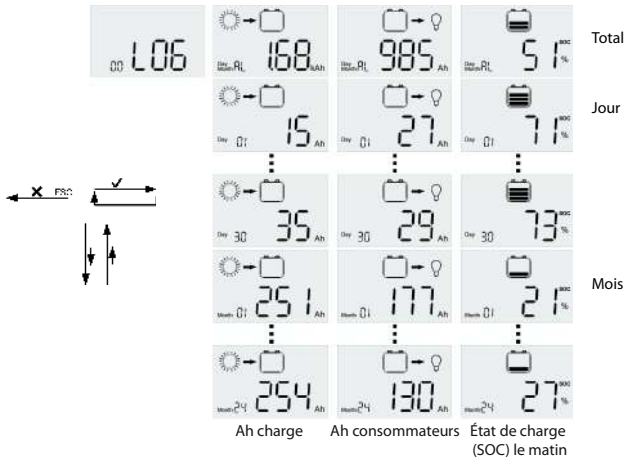 00 L06
Day Month AL 168 kAh
Day Month AL 985 Ah
Day Month AL 51 SOC %
Total
Day 01 15 Ah
Day 01 27 Ah
Day 01 71 SOC %
Jour
ESC
Day 30 35 Ah
Day 30 29 Ah
Day 30 73 SOC %
Month 01 251 Ah
Month 01 177 Ah
Month 01 21 SOC %
Mois
Month 24 254 Ah
Month 24 130 Ah
Month 24 27 SOC %
Ah charge
Ah consommateurs
État de charge
(SOC) le matin